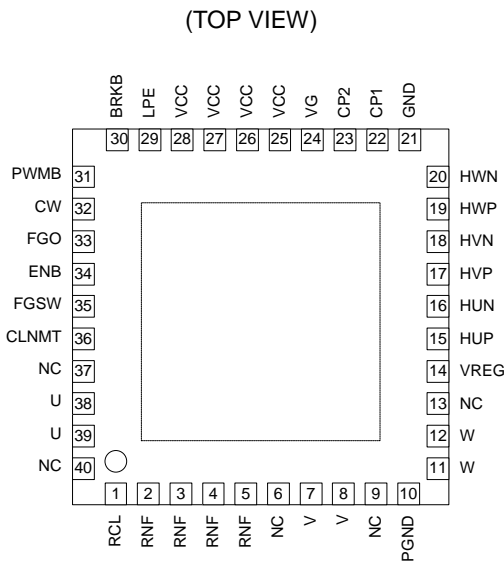 (TOP VIEW)
BRKB LPE VCC VCC VCC VCC VG CP2 CP1 GND
30 29 28 27 26 25 24 23 22 21
PWMB 31 20 HWN
CW 32 19 HWP
FGO 33 18 HVN
ENB 34 17 HVP
FGSW 35 16 HUN
CLNMT 36 15 HUP
NC 37 14 VREG
U 38 13 NC
U 39 12 W
NC 40 11 W
1 2 3 4 5 6 7 8 9 10
RCL RNF RNF RNF RNF NC V V NC PGND